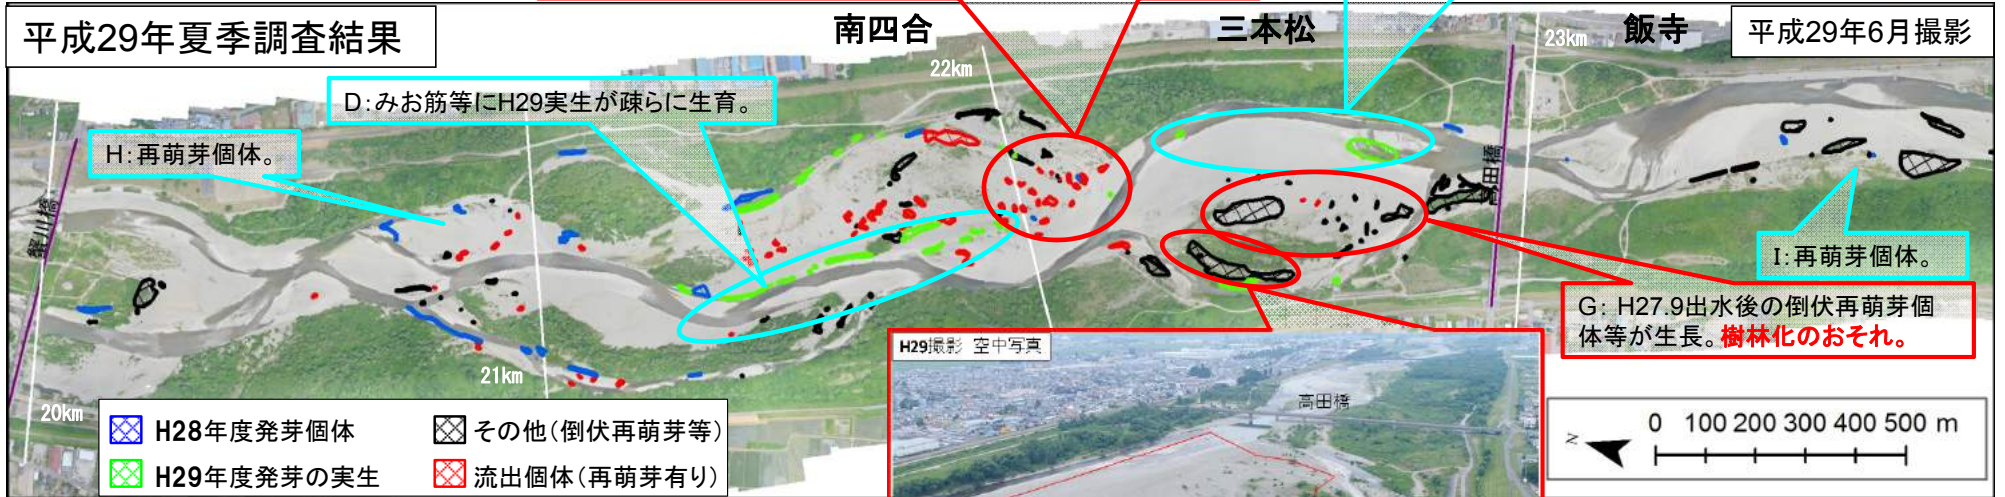 平成29年夏季調査結果
南四合
三本松
飯寺
平成29年6月撮影
22km
23km
D:みお筋等にH29実生が疎らに生育。
H:再萌芽個体。
蟹川橋
高田橋
I:再萌芽個体。
G: H27.9出水後の倒伏再萌芽個
体等が生長。樹林化のおそれ。
H29撮影 空中写真
高田橋
21km
20km
H28年度発芽個体
その他(倒伏再萌芽等)
H29年度発芽の実生
流出個体(再萌芽有り)
N
0 100 200 300 400 500 m